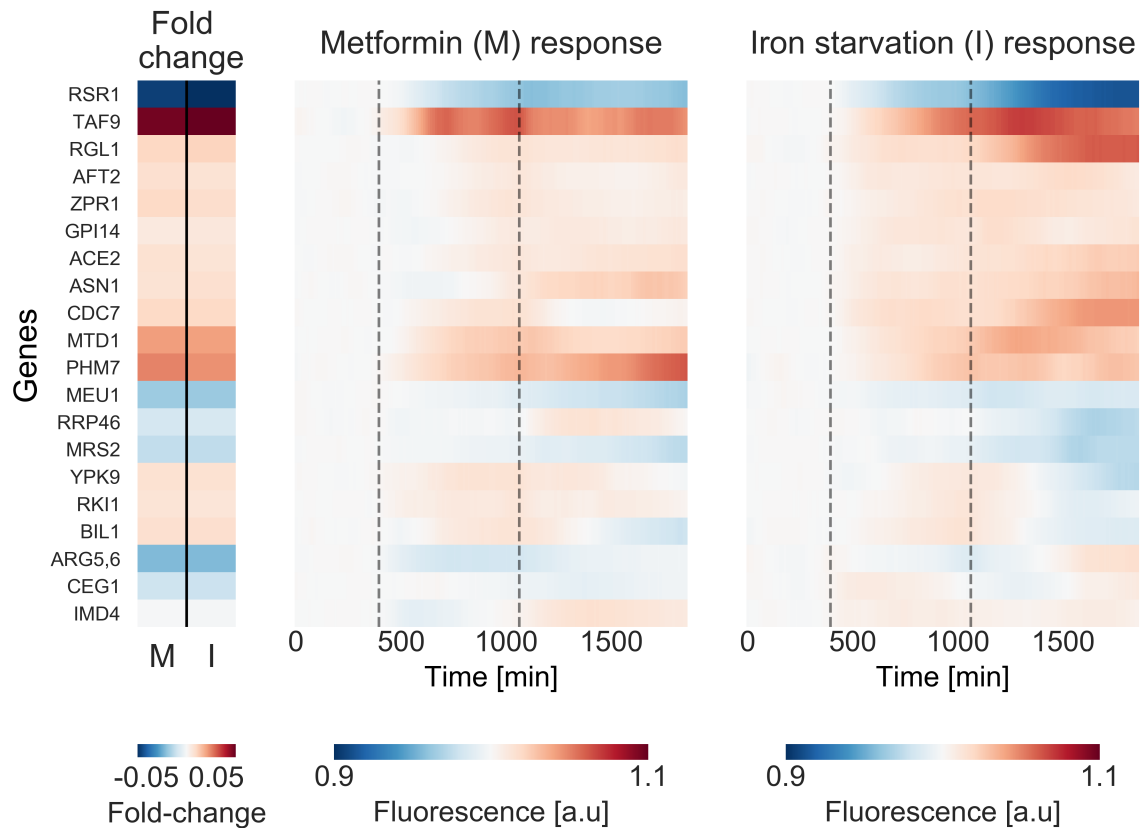 Fold
change
Metformin (M) response
Iron starvation (I) response
Genes
RSR1
TAF9
RGL1
AFT2
ZPR1
GPI14
ACE2
ASN1
CDC7
MTD1
PHM7
MEU1
RRP46
MRS2
YPK9
RKI1
BIL1
ARG5,6
CEG1
IMD4
M I
0 500 1000 1500
Time [min]
0 500 1000 1500
Time [min]
-0.05 0.05
Fold-change
0.9 1.1
Fluorescence [a.u]
0.9 1.1
Fluorescence [a.u]